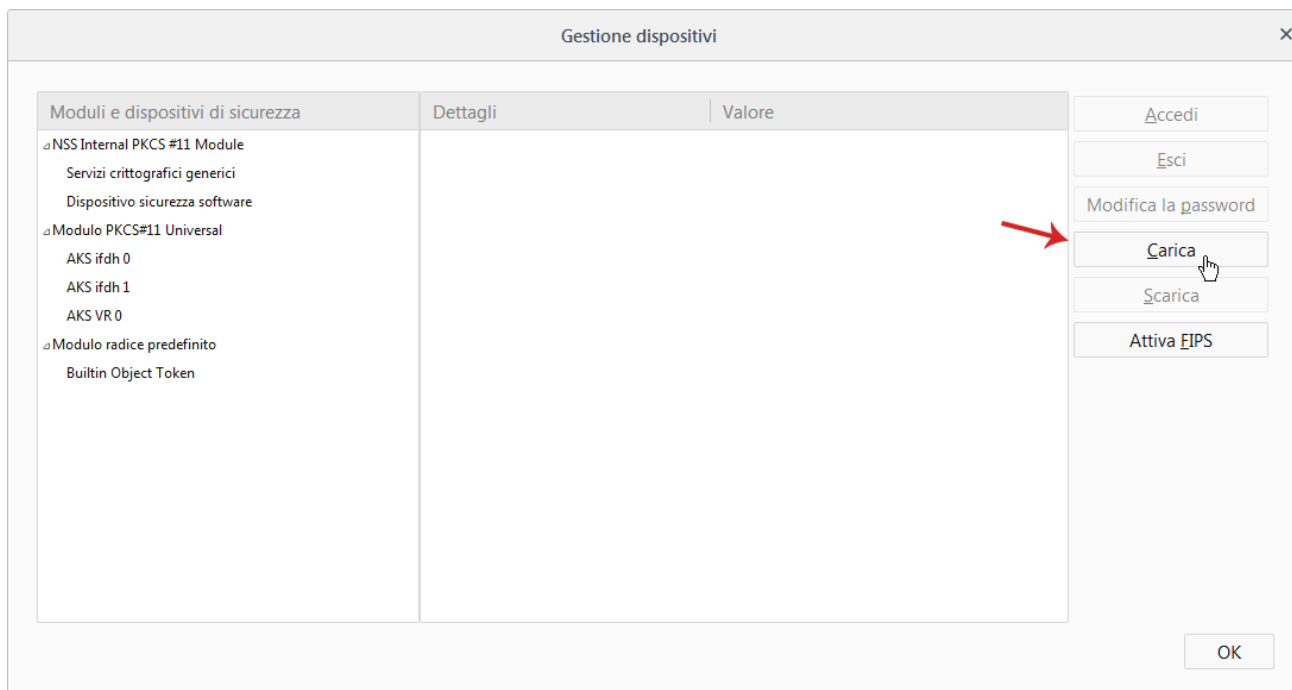 Gestione dispositivi
Moduli e dispositivi di sicurezza
Dettagli
Valore
NSS Internal PKCS #11 Module
Servizi crittografici generici
Dispositivo sicurezza software
Modulo PKCS#11 Universal
AKS ifdh 0
AKS ifdh 1
AKS VR 0
Modulo radice predefinito
Builtin Object Token
Accedi
Esci
Modifica la password
Carica
Scarica
Attiva FIPS
OK